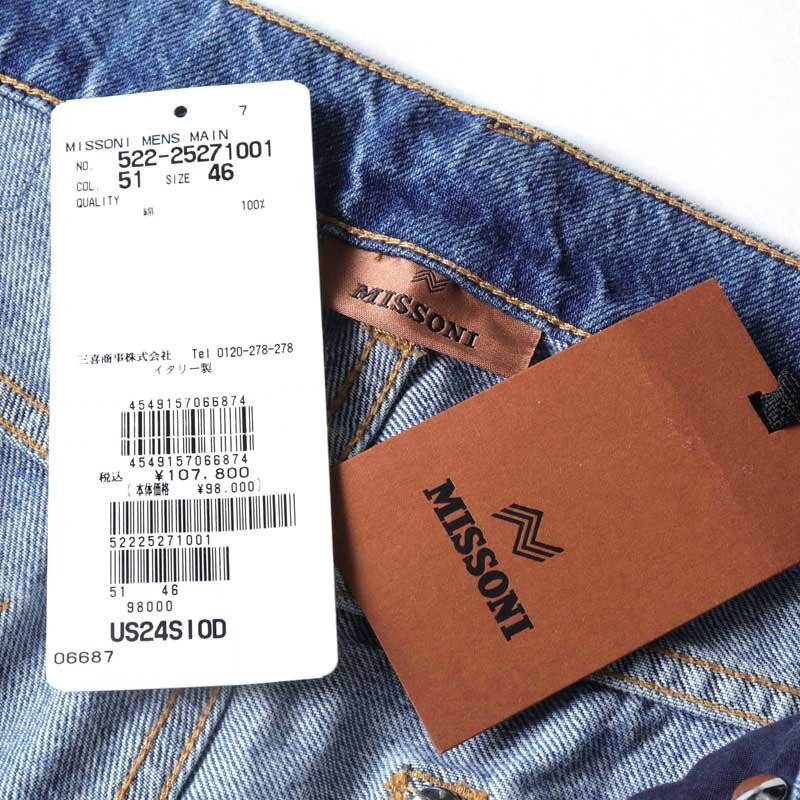 7
MISSONI MENS MAIN
NO. 522-25271001
COL. 51 SIZE 46
QUALITY
綿 100%
三喜商事株式会社 Tel 0120-278-278
イタリー製
4549157066874
4549157066874
税込 ¥107.800
(本体価格 ¥98.000)
52225271001
51 46
98000
US24SIOD
06687
MISSONI
MISSONI